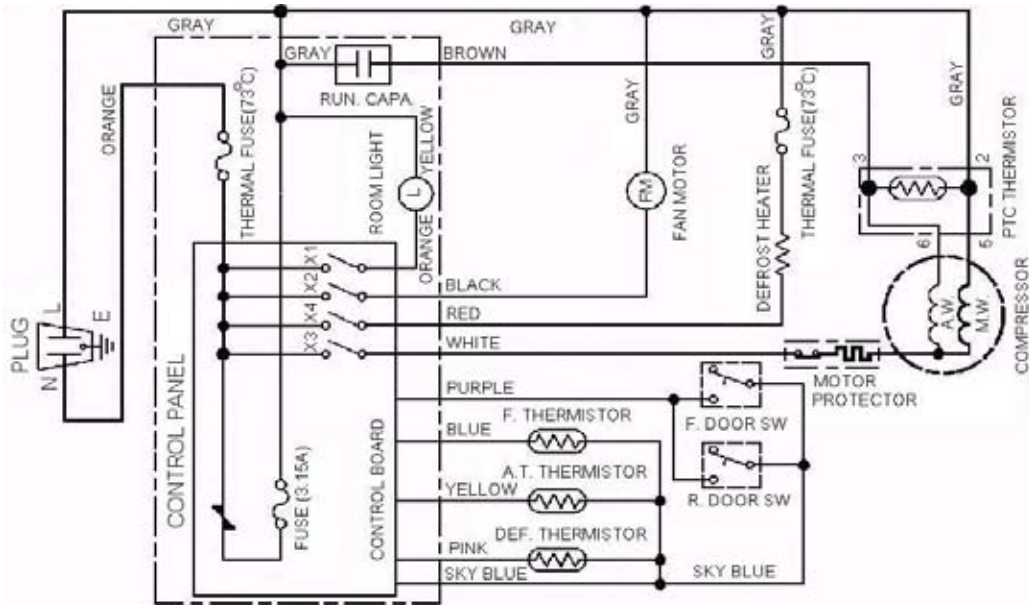 GRAY
GRAY
GRAY
BROWN
RUN. CAPA.
ORANGE
THERMAL FUSE(73°C)
ROOM LIGHT
YELLOW
L
ORANGE
GRAY
FM
FAN MOTOR
GRAY
THERMAL FUSE(73°C)
DEFROST HEATER
GRAY
3
2
PTC THERMISTOR
6
5
A.W.
M.W.
COMPRESSOR
X1
X2
X4
X3
BLACK
RED
WHITE
MOTOR
PROTECTOR
PLUG
L
E
N
CONTROL PANEL
FUSE (3.15A)
CONTROL BOARD
PURPLE
F. THERMISTOR
BLUE
A.T. THERMISTOR
YELLOW
DEF. THERMISTOR
PINK
SKY BLUE
SKY BLUE
F. DOOR SW
R. DOOR SW